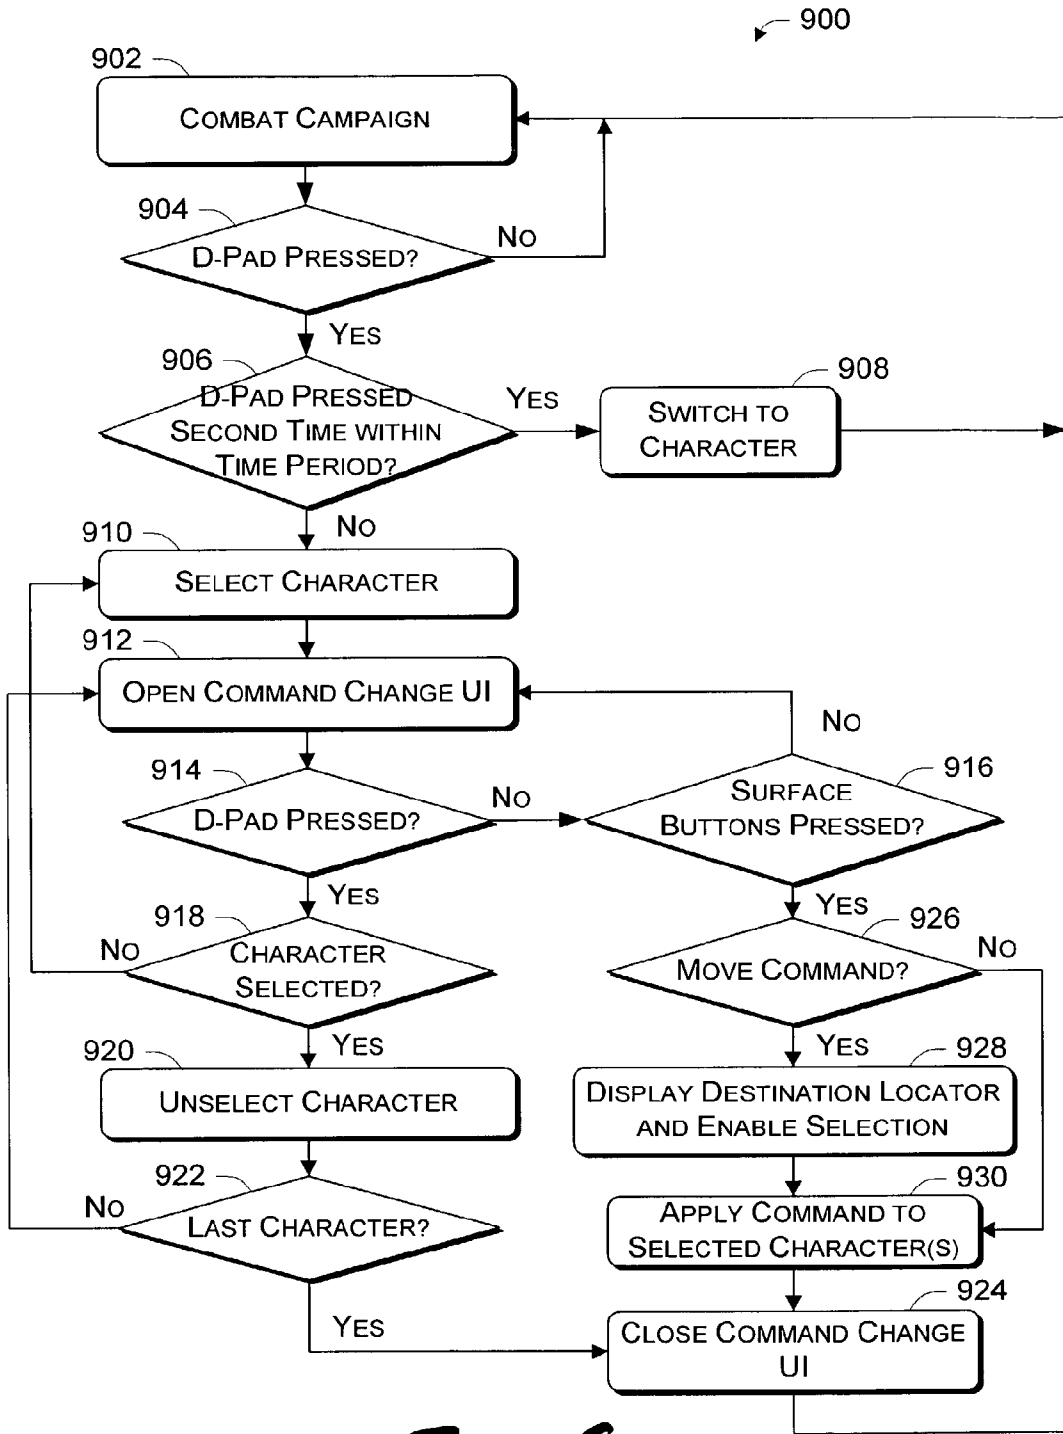 900
902
COMBAT CAMPAIGN
904
D-PAD PRESSED?
NO
YES
906
D-PAD PRESSED
SECOND TIME WITHIN
TIME PERIOD?
YES
908
SWITCH TO
CHARACTER
NO
910
SELECT CHARACTER
912
OPEN COMMAND CHANGE UI
NO
914
D-PAD PRESSED?
NO
916
SURFACE
BUTTONS PRESSED?
YES
YES
918
CHARACTER
SELECTED?
NO
926
MOVE COMMAND?
NO
YES
YES
920
UNSELECT CHARACTER
928
DISPLAY DESTINATION LOCATOR
AND ENABLE SELECTION
922
LAST CHARACTER?
NO
930
APPLY COMMAND TO
SELECTED CHARACTER(S)
YES
924
CLOSE COMMAND CHANGE
UI